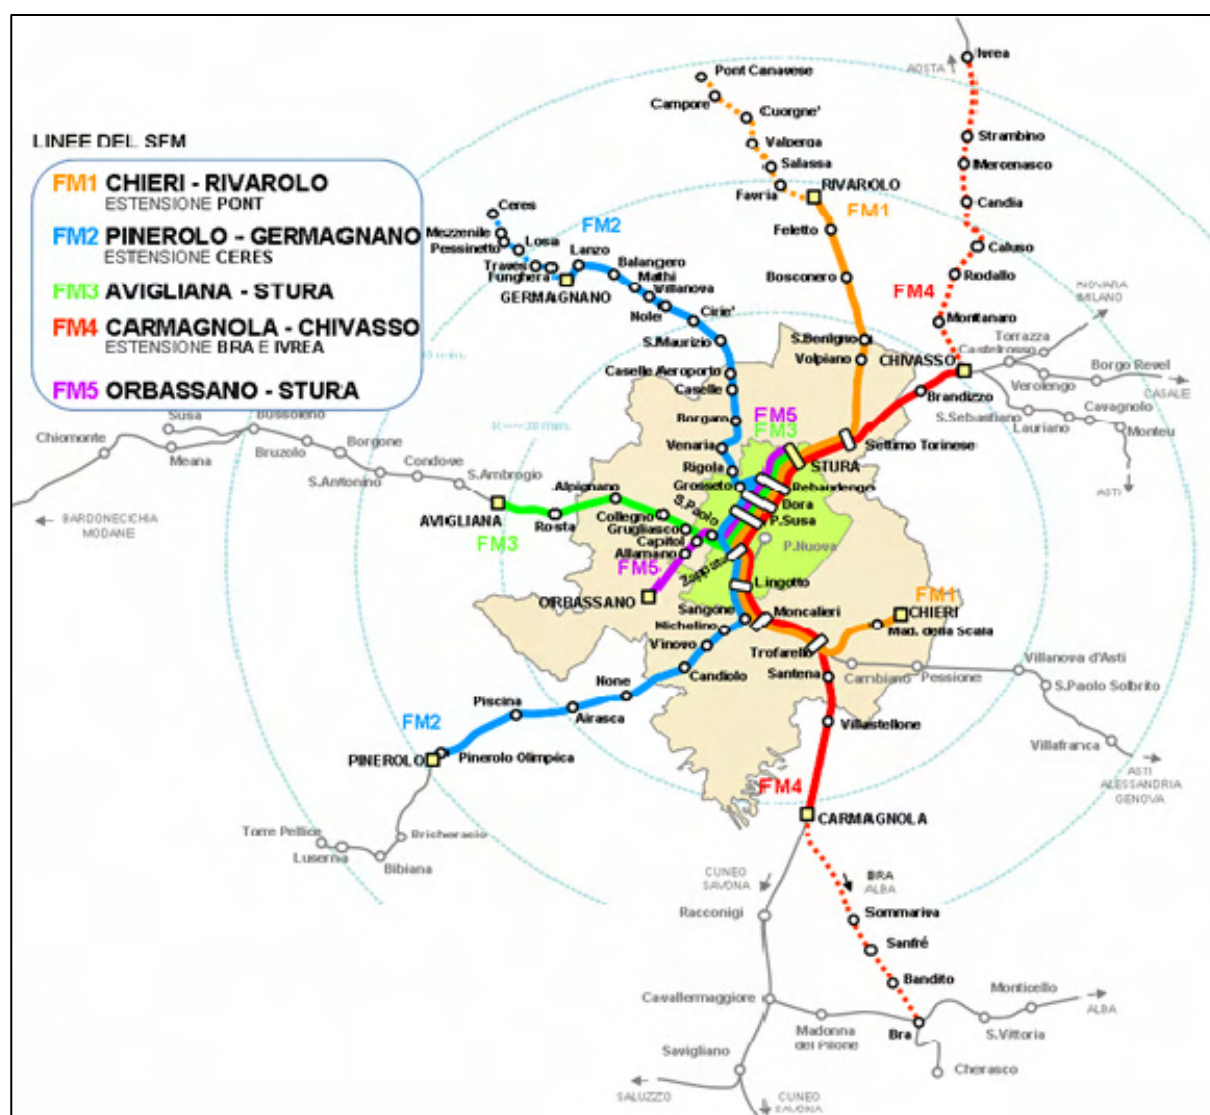 LINEE DEL SFM
FM1 CHIERI - RIVAROLO
ESTENSIONE PONT
FM2 PINEROLO - GERMAGNANO
ESTENSIONE CERES
FM3 AVIGLIANA - STURA
FM4 CARMAGNOLA - CHIVASSO
ESTENSIONE BRA E IVREA
FM5 ORBASSANO - STURA
Ivrea
AOSTA
Pont Canavese
Campore
Cuorgne'
Valperga
Salassa
Favria
RIVAROLO
FM1
Feletto
Bosconero
S.Benigno
Volpiano
Strambino
Mercenasco
Candia
Caluso
Rodallo
FM4
Montanaro
NOVARA
MILANO
Torrazza
Castelrosso
CHIVASSO
Verolengo
Borgo Revel
CASALE
Brandizzo
S.Sebastiano
Lauriano
Cavagnolo
Monteu
ASTI
Ceres
Mezzenile
Pessinetto
Losa
Traves
Funghera
GERMAGNANO
FM2
Lanzo
Balangero
Mathi
Villanova
Nole
Cirie'
S.Maurizio
Caselle Aeroporto
Caselle
Borgaro
Venaria
Rigola
Grosseto
FM5
FM3
Settimo Torinese
STURA
Rebaudengo
Dora
P.Susa
P.Nuova
S.Paolo
Zappata
Lingotto
Susa
Bussoleno
Chiomonte
Meana
Bruzolo
Borgone
S.Antonino
Condove
S.Ambrogio
BARDONECCHIA
MODANE
AVIGLIANA
FM3
Rosta
Alpignano
Collegno
Grugliasco
Capitol
Allamano
FM5
ORBASSANO
FM1
CHIERI
Mad. della Scala
Moncalieri
Sangone
Nichelino
Vinovo
Candiolo
None
Airasca
Piscina
FM2
PINEROLO
Pinerolo Olimpica
Trofarello
Santena
Cambiano
Pessione
Villanova d'Asti
S.Paolo Solbrito
Villafranca
ASTI
ALESSANDRIA
GENOVA
Villastellone
FM4
CARMAGNOLA
Torre Pellice
Luserna
Bibiana
Bricherasio
CUNEO
SAVONA
BRA
ALBA
Racconigi
Sommariva
Sanfré
Bandito
Cavallermaggiore
Madonna
del Pilone
Bra
Monticello
ALBA
S.Vittoria
Cherasco
Savigliano
SALUZZO
CUNEO
SAVONA